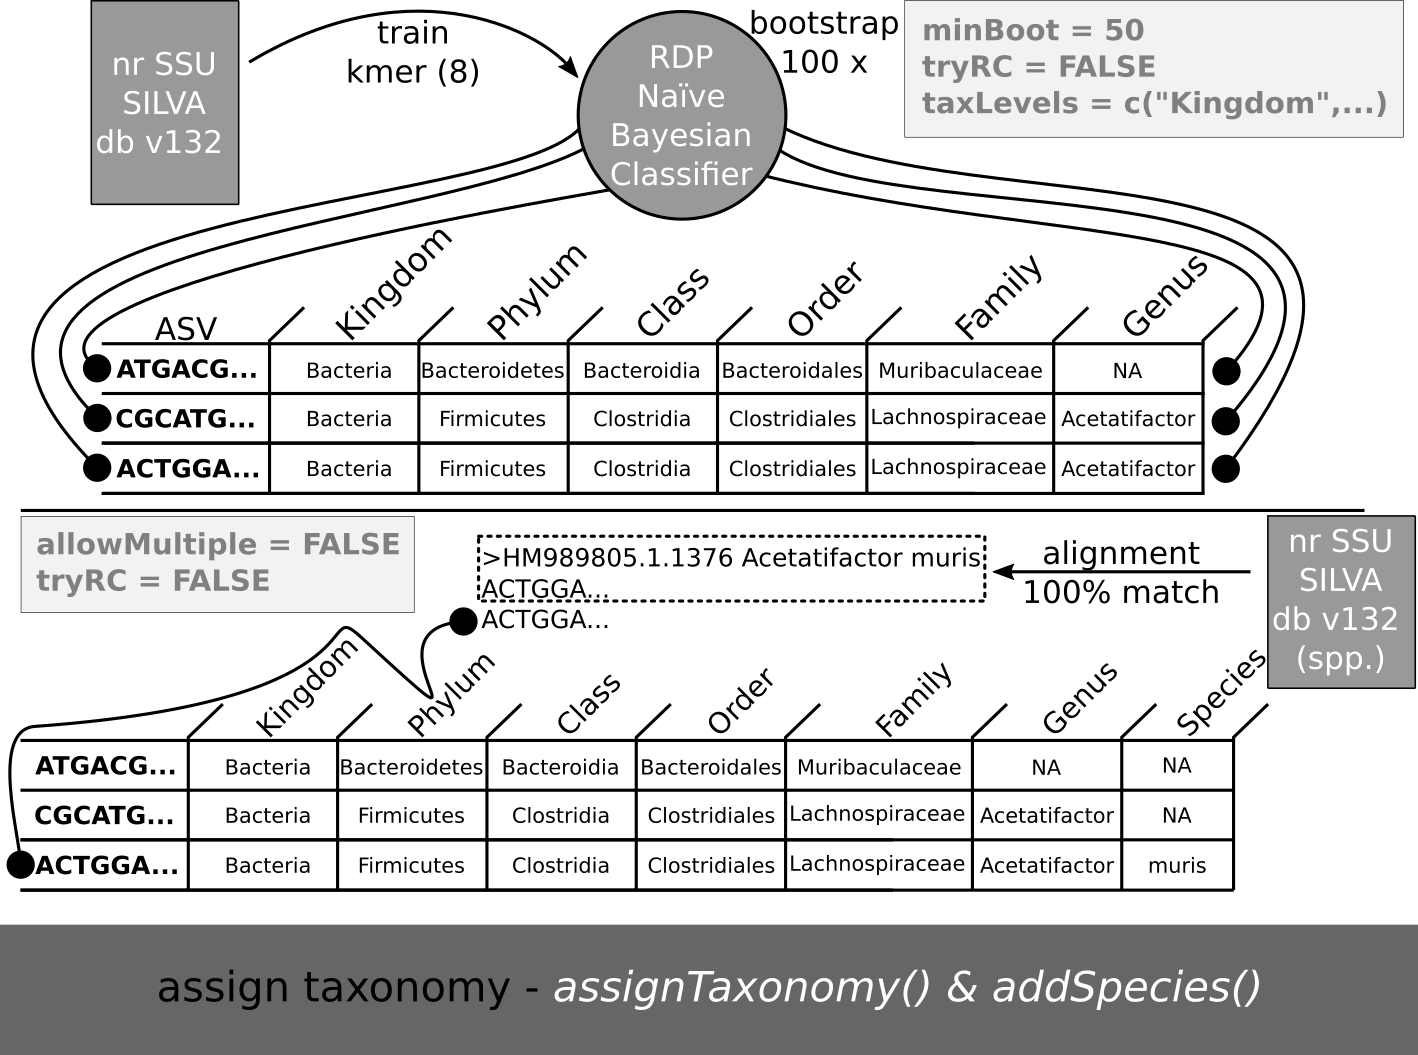 nr SSU
SILVA
db v132
train
kmer (8)
RDP
Naïve
Bayesian
Classifier
bootstrap
100 x
minBoot = 50
tryRC = FALSE
taxLevels = c("Kingdom",...)
ASV Kingdom Phylum Class Order Family Genus
ATGACG... Bacteria Bacteroidetes Bacteroidia Bacteroidales Muribaculaceae NA
CGCATG... Bacteria Firmicutes Clostridia Clostridiales Lachnospiraceae Acetatifactor
ACTGGA... Bacteria Firmicutes Clostridia Clostridiales Lachnospiraceae Acetatifactor
allowMultiple = FALSE
tryRC = FALSE
>HM989805.1.1376 Acetatifactor muris
ACTGGA...
ACTGGA...
alignment
100% match
nr SSU
SILVA
db v132
(spp.)
Kingdom Phylum Class Order Family Genus Species
ATGACG... Bacteria Bacteroidetes Bacteroidia Bacteroidales Muribaculaceae NA NA
CGCATG... Bacteria Firmicutes Clostridia Clostridiales Lachnospiraceae Acetatifactor NA
ACTGGA... Bacteria Firmicutes Clostridia Clostridiales Lachnospiraceae Acetatifactor muris
assign taxonomy - assignTaxonomy() & addSpecies()